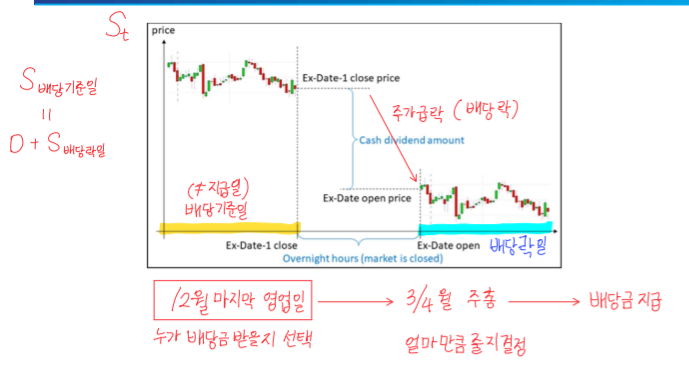 St
price
S배당기준일
=
D + S배당락일
Ex-Date-1 close price
주가급락 (배당락)
Cash dividend amount
(≠지급일)
배당기준일
Ex-Date open price
Ex-Date-1 close
Ex-Date open
배당락일
Overnight hours (market is closed)
12월 마지막 영업일 → 3/4월 주총 → 배당금 지급
누가 배당금 받을지 선택
얼마만큼 줄지 결정